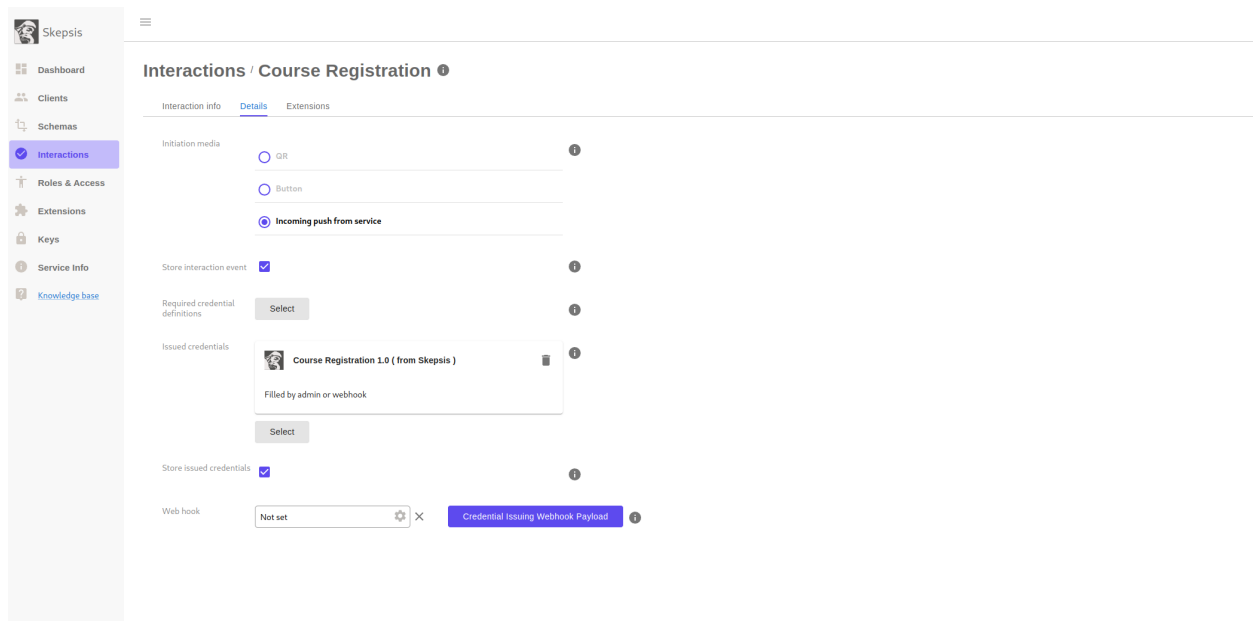 Skepsis
Dashboard
Clients
Schemas
Interactions
Roles & Access
Extensions
Keys
Service Info
Knowledge base
Interactions / Course Registration
Interaction info
Details
Extensions
Initiation media
QR
Button
Incoming push from service
Store interaction event
Required credential
definitions
Select
Issued credentials
Course Registration 1.0 ( from Skepsis )
Filled by admin or webhook
Select
Store issued credentials
Web hook
Not set
Credential Issuing Webhook Payload